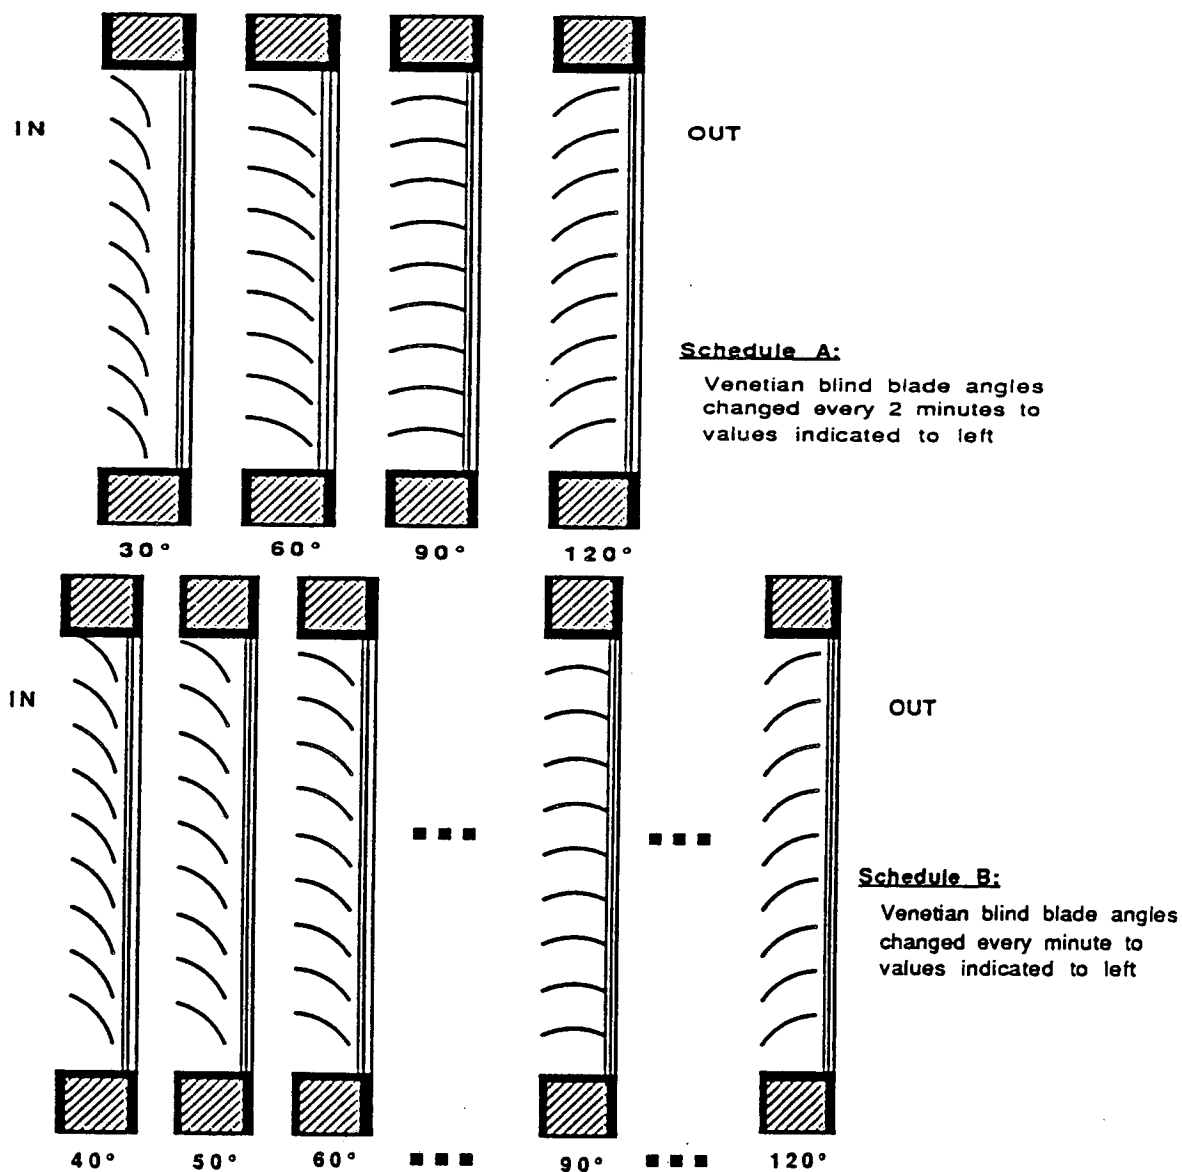 IN
OUT
Schedule A:
Venetian blind blade angles
changed every 2 minutes to
values indicated to left
30° 60° 90° 120°
IN
OUT
Schedule B:
Venetian blind blade angles
changed every minute to
values indicated to left
40° 50° 60° 90° 120°